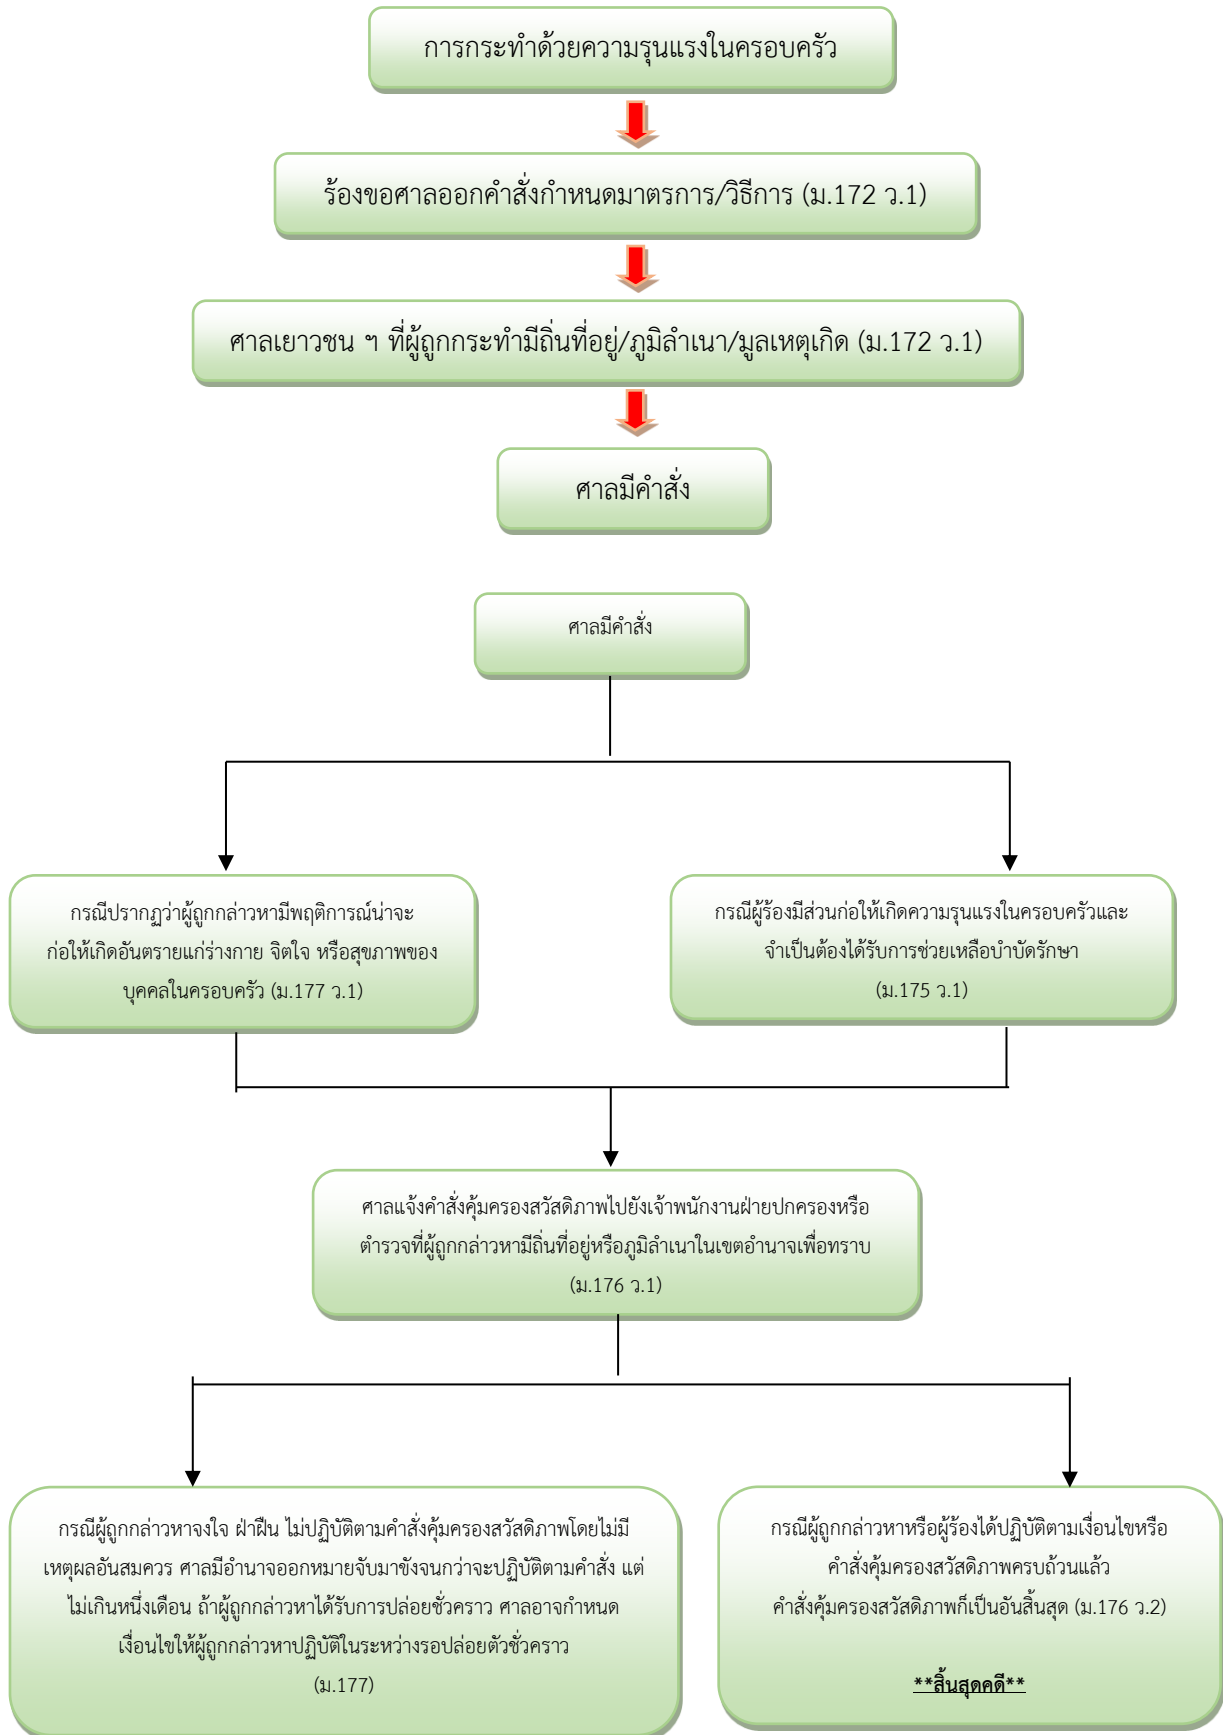 การกระทำด้วยความรุนแรงในครอบครัว
ร้องขอศาลออกคำสั่งกำหนดมาตรการ/วิธีการ (ม.172 ว.1)
ศาลเยาวชน ฯ ที่ผู้ถูกกระทำมีถิ่นที่อยู่/ภูมิลำเนา/มูลเหตุเกิด (ม.172 ว.1)
ศาลมีคำสั่ง
ศาลมีคำสั่ง
กรณีปรากฏว่าผู้ถูกกล่าวหามีพฤติการณ์น่าจะ
ก่อให้เกิดอันตรายแก่ร่างกาย จิตใจ หรือสุขภาพของ
บุคคลในครอบครัว (ม.177 ว.1)
กรณีผู้ร้องมีส่วนก่อให้เกิดความรุนแรงในครอบครัวและ
จำเป็นต้องได้รับการช่วยเหลือบำบัดรักษา
(ม.175 ว.1)
ศาลแจ้งคำสั่งคุ้มครองสวัสดิภาพไปยังเจ้าพนักงานฝ่ายปกครองหรือ
ตำรวจที่ผู้ถูกกล่าวหามีถิ่นที่อยู่หรือภูมิลำเนาในเขตอำนาจเพื่อทราบ
(ม.176 ว.1)
กรณีผู้ถูกกล่าวหาจงใจ ฝ่าฝืน ไม่ปฏิบัติตามคำสั่งคุ้มครองสวัสดิภาพโดยไม่มี
เหตุผลอันสมควร ศาลมีอำนาจออกหมายจับมาขังจนกว่าจะปฏิบัติตามคำสั่ง แต่
ไม่เกินหนึ่งเดือน ถ้าผู้ถูกกล่าวหาได้รับการปล่อยชั่วคราว ศาลอาจกำหนด
เงื่อนไขให้ผู้ถูกกล่าวหาปฏิบัติในระหว่างรอปล่อยตัวชั่วคราว
(ม.177)
กรณีผู้ถูกกล่าวหาหรือผู้ร้องได้ปฏิบัติตามเงื่อนไขหรือ
คำสั่งคุ้มครองสวัสดิภาพครบถ้วนแล้ว
คำสั่งคุ้มครองสวัสดิภาพก็เป็นอันสิ้นสุด (ม.176 ว.2)
**สิ้นสุดคดี**